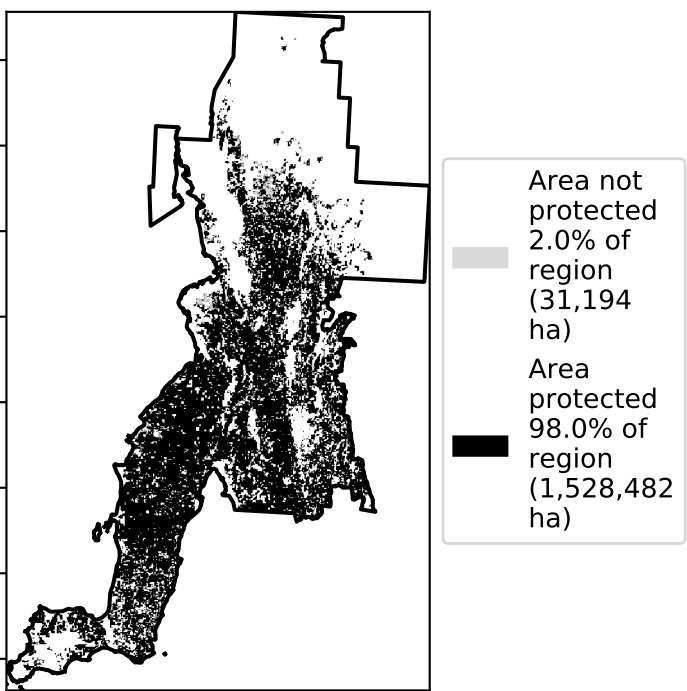 Area not
protected
2.0% of
region
(31,194
ha)
Area
protected
98.0% of
region
(1,528,482
ha)